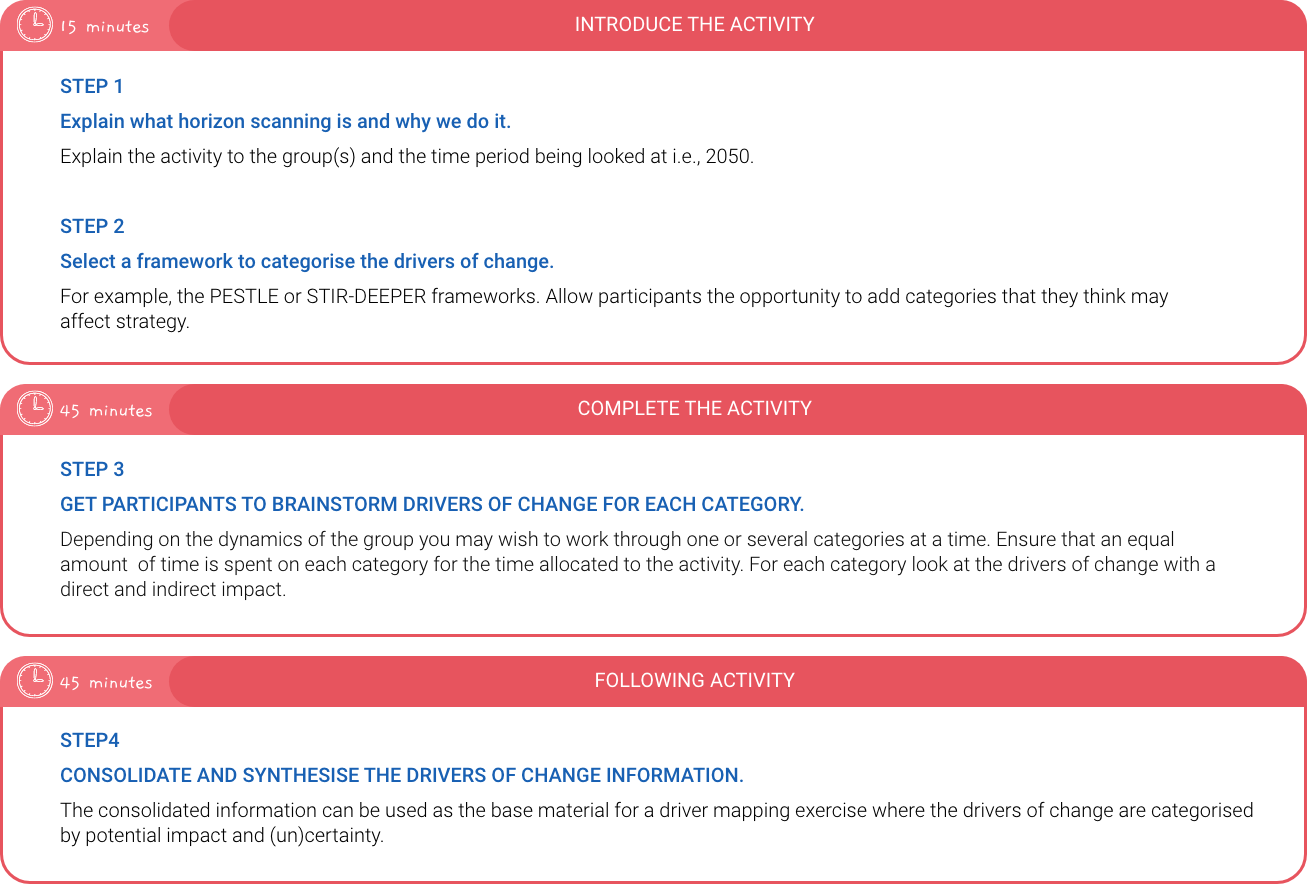 15 minutes
INTRODUCE THE ACTIVITY
STEP 1
Explain what horizon scanning is and why we do it.
Explain the activity to the group(s) and the time period being looked at i.e., 2050.
STEP 2
Select a framework to categorise the drivers of change.
For example, the PESTLE or STIR-DEEPER frameworks. Allow participants the opportunity to add categories that they think may
affect strategy.
45 minutes
COMPLETE THE ACTIVITY
STEP 3
GET PARTICIPANTS TO BRAINSTORM DRIVERS OF CHANGE FOR EACH CATEGORY.
Depending on the dynamics of the group you may wish to work through one or several categories at a time. Ensure that an equal
amount  of time is spent on each category for the time allocated to the activity. For each category look at the drivers of change with a
direct and indirect impact.
45 minutes
FOLLOWING ACTIVITY
STEP4
CONSOLIDATE AND SYNTHESISE THE DRIVERS OF CHANGE INFORMATION.
The consolidated information can be used as the base material for a driver mapping exercise where the drivers of change are categorised
by potential impact and (un)certainty.